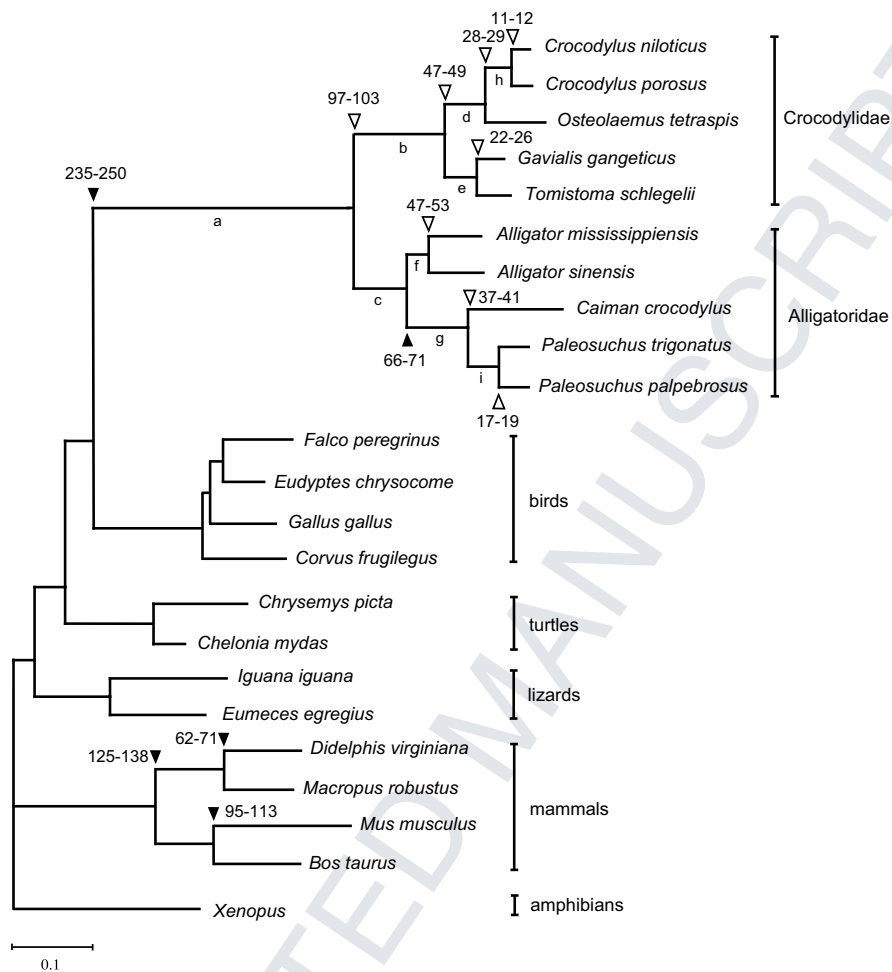 11-12
28-29
Crocodylus niloticus
47-49
h
Crocodylus porosus
97-103
d
Osteolaemus tetraspis
Crocodylidae
b
22-26
Gavialis gangeticus
235-250
e
Tomistoma schlegelii
a
47-53
Alligator mississippiensis
f
Alligator sinensis
c
37-41
Caiman crocodylus
Alligatoridae
g
66-71
Paleosuchus trigonatus
i
Paleosuchus palpebrosus
17-19
Falco peregrinus
Eudyptes chrysocome
birds
Gallus gallus
Corvus frugilegus
Chrysemys picta
turtles
Chelonia mydas
Iguana iguana
lizards
Eumeces egregius
62-71
Didelphis virginiana
125-138
Macropus robustus
mammals
95-113
Mus musculus
Bos taurus
Xenopus
amphibians
0.1
TED MANUSCRIPT